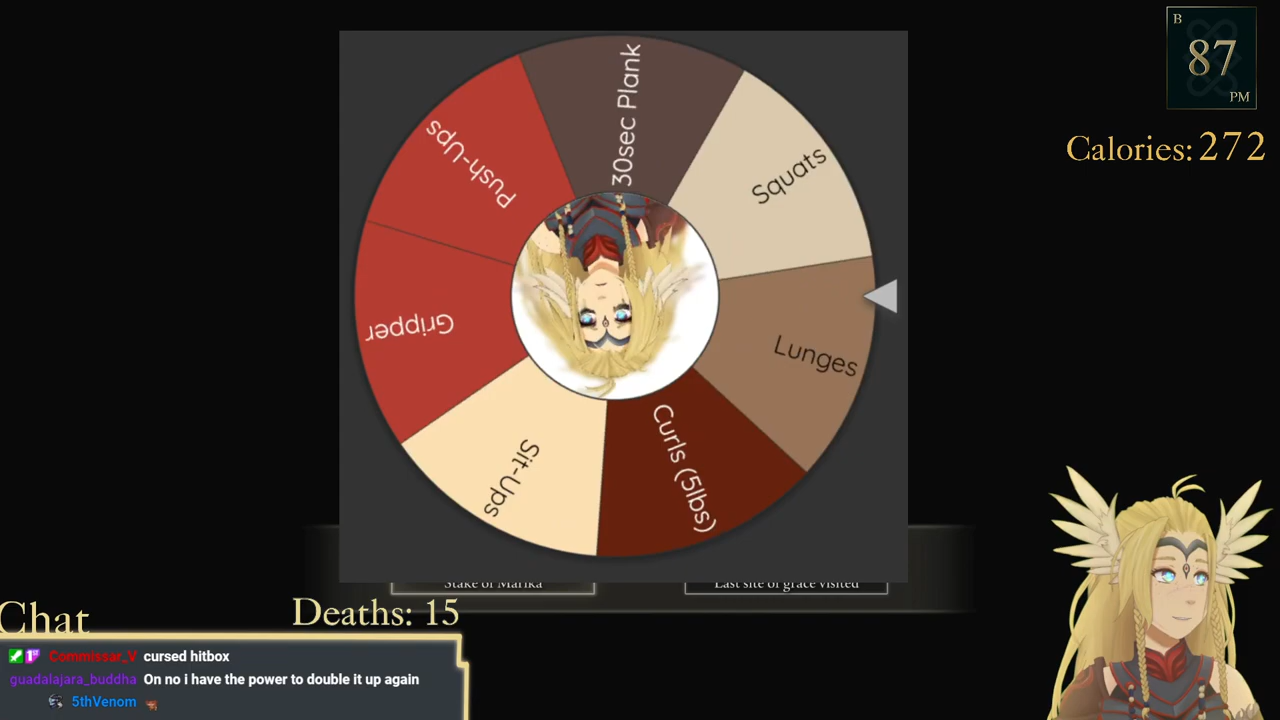 B
87
PM
Calories: 272
30sec Plank
Squats
Push-Ups
Lunges
Gripper
Curls (5lbs)
Sit-Ups
Stake of Marika
Last site of grace visited
Chat
Deaths: 15
Commissar_V cursed hitbox
guadalajara_buddha On no i have the power to double it up again
5thVenom